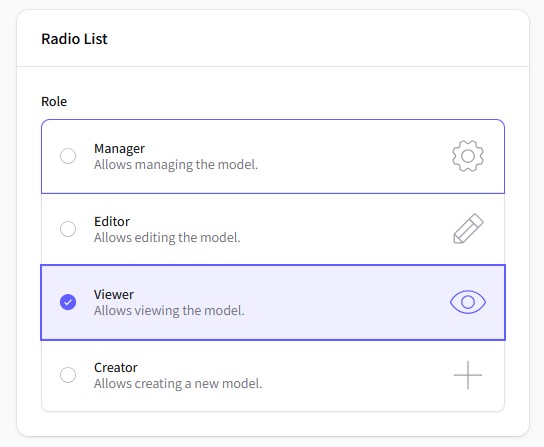 Radio List
Role
Manager
Allows managing the model.
Editor
Allows editing the model.
Viewer
Allows viewing the model.
Creator
Allows creating a new model.